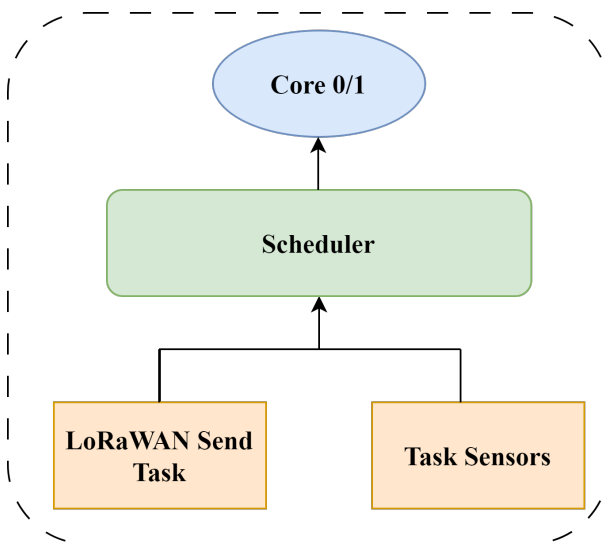 Core 0/1
Scheduler
LoRaWAN Send
Task
Task Sensors